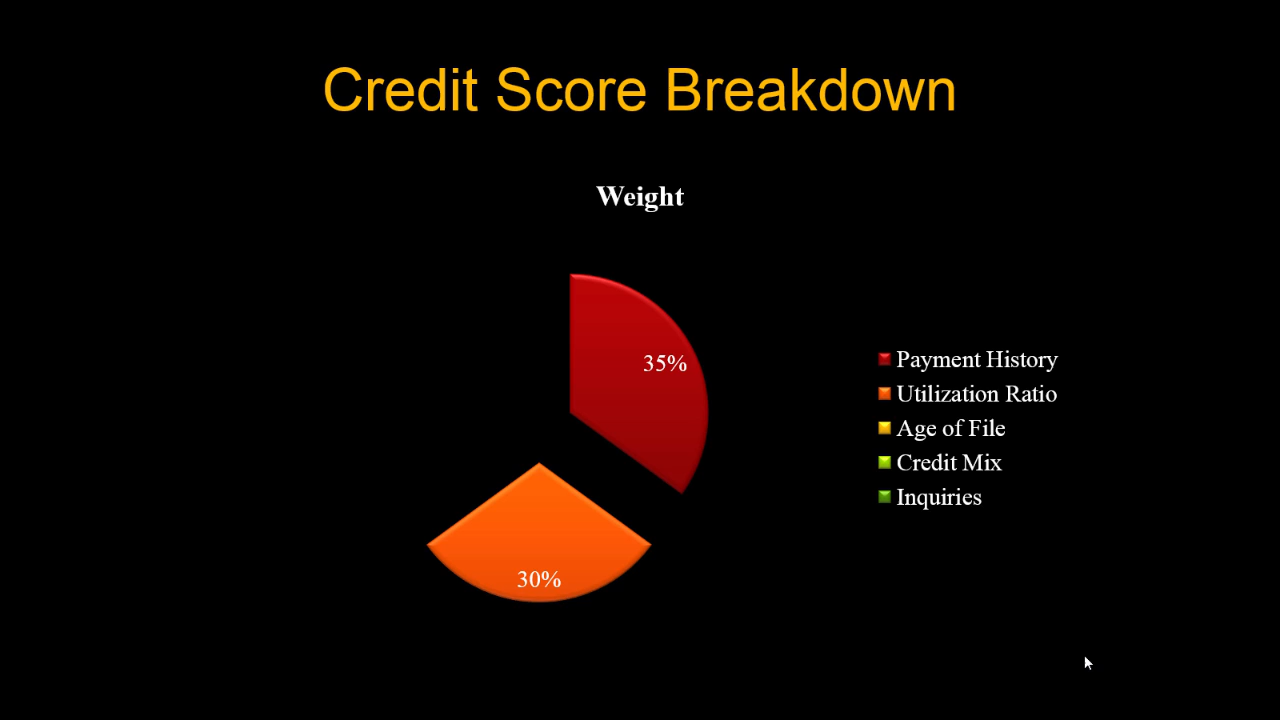 Credit Score Breakdown
Weight
35%
Payment History
Utilization Ratio
Age of File
Credit Mix
Inquiries
30%